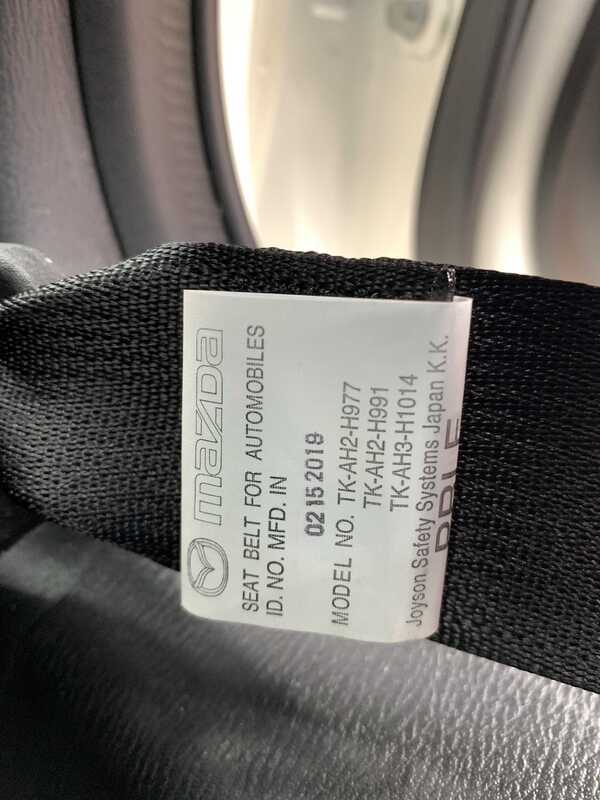 mazDa
SEAT BELT FOR AUTOMOBILES
ID. NO. MFD. IN
02 15 2019
MODEL NO. TK-AH2-H977
TK-AH2-H991
TK-AH3-H1014
Joyson Safety Systems Japan K.K.